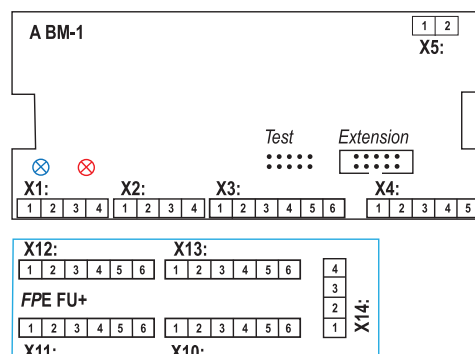 A BM-1
1 2
X5:
Test Extension
X1: X2: X3: X4:
1 2 3 4 1 2 3 4 1 2 3 4 5 6 1 2 3 4 5
X12: X13:
1 2 3 4 5 6 1 2 3 4 5 6
4
3
2
1
X14:
FPE FU+
1 2 3 4 5 6 1 2 3 4 5 6
X11: X10: